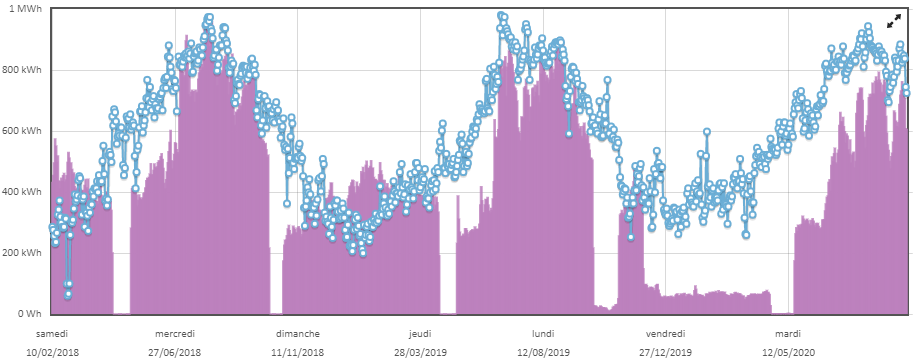 1 MWh
800 kWh
600 kWh
400 kWh
200 kWh
0 Wh
samedi mercredi dimanche jeudi lundi vendredi mardi
10/02/2018 27/06/2018 11/11/2018 28/03/2019 12/08/2019 27/12/2019 12/05/2020